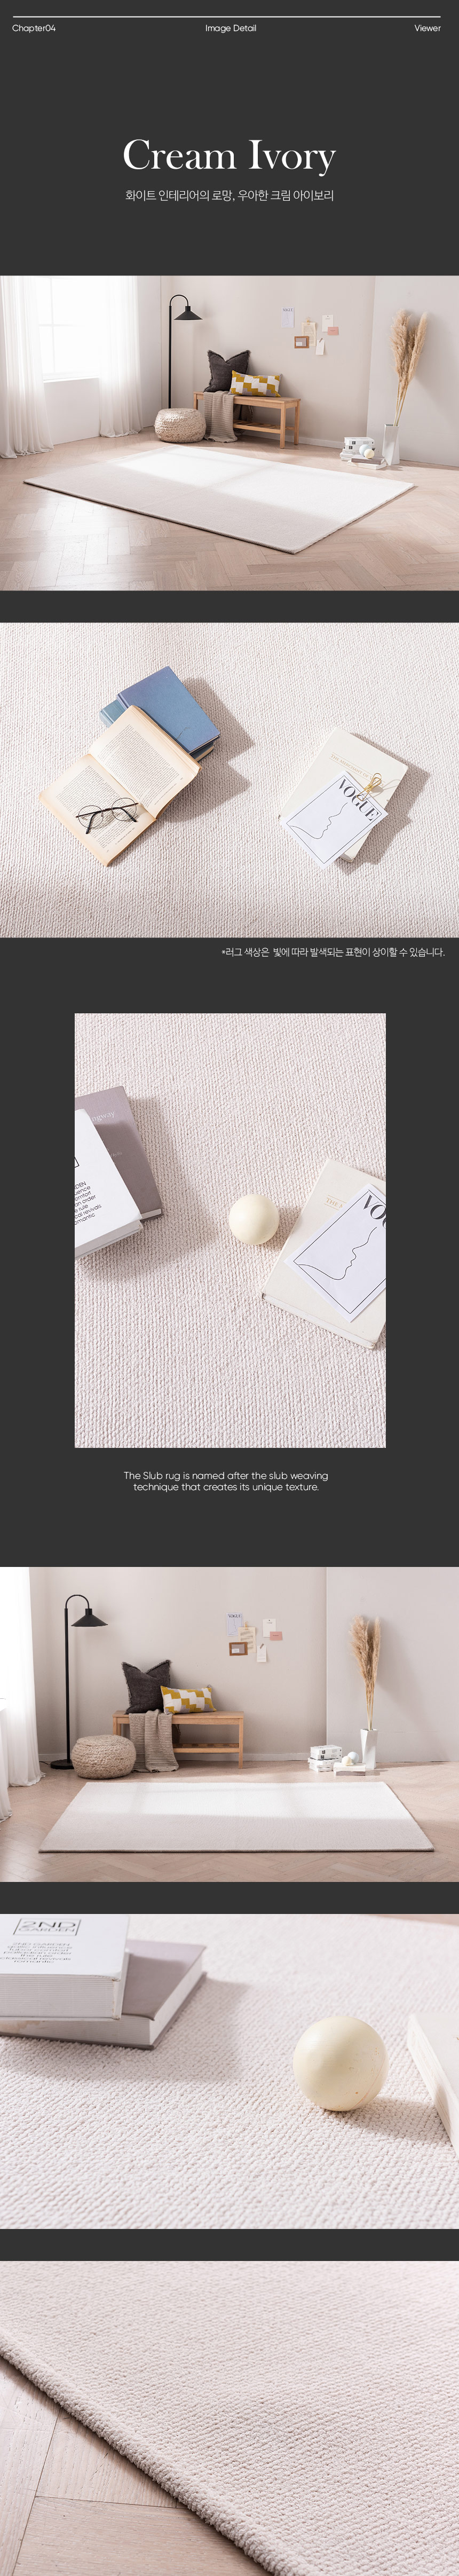 Chapter04 Image Detail Viewer
Cream Ivory
화이트 인테리어의 로망, 우아한 크림 아이보리
VOGUE
*러그 색상은 빛에 따라 발색되는 표현이 상이할 수 있습니다.
The Slub rug is named after the slub weaving
technique that creates its unique texture.
2ND
GARDEN